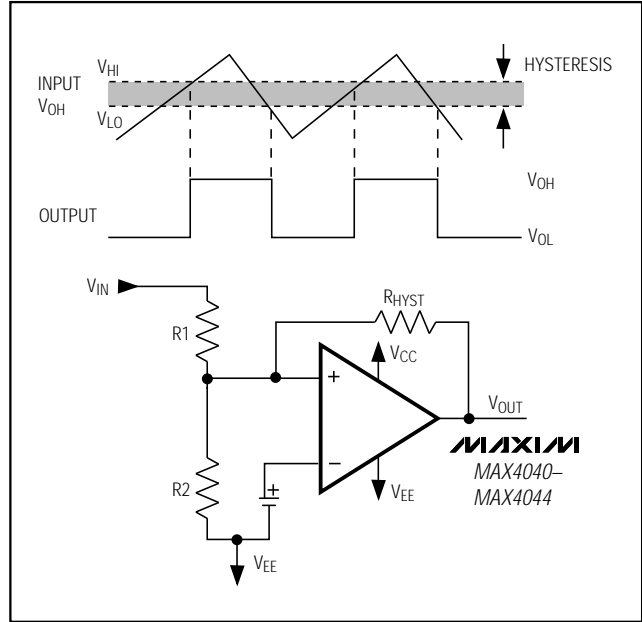 VHI
HYSTERESIS
INPUT
VOH
VLO
VOH
OUTPUT
VOL
VIN
RHYST
R1
VCC
+
VOUT
MAXIM
−
MAX4040–
MAX4044
R2
+
VEE
VEE